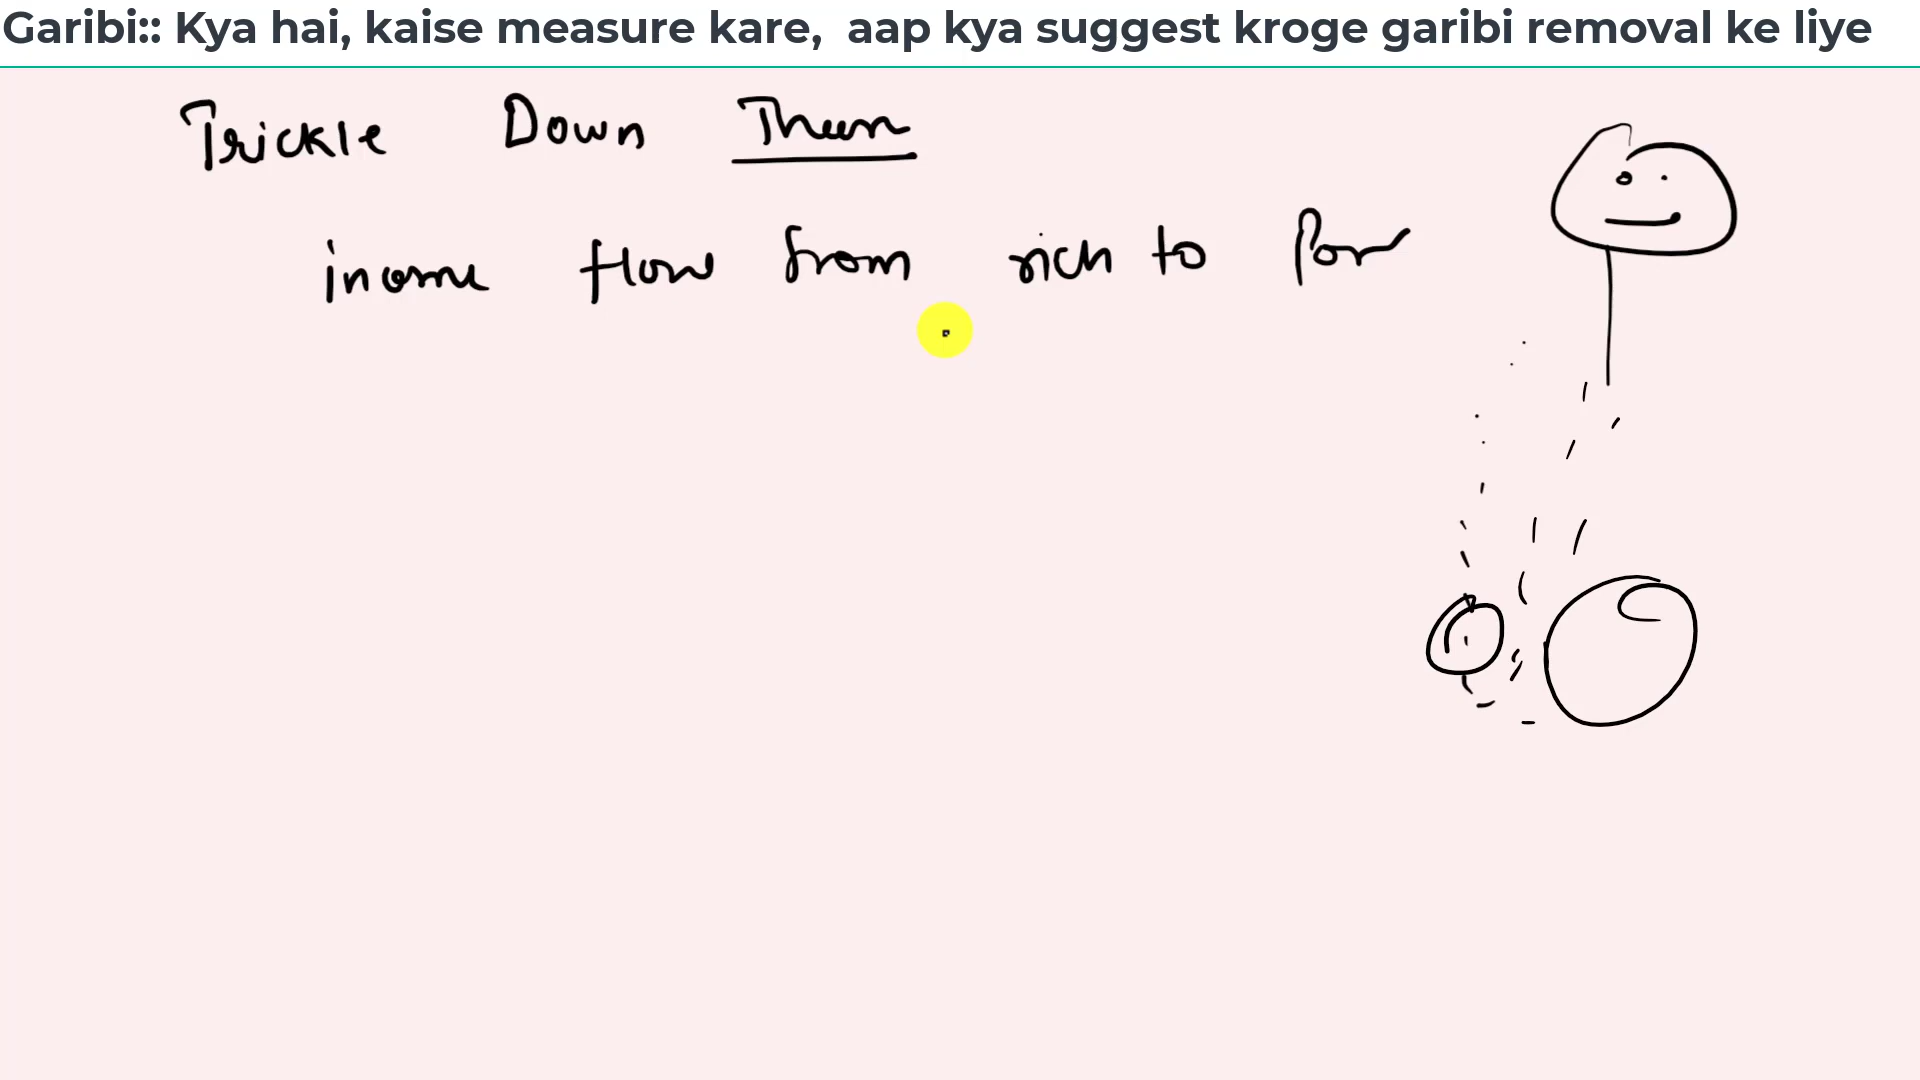 Garibi:: Kya hai, kaise measure kare, aap kya suggest kroge garibi removal ke liye
Trickle Down
income flow from rich to Poor